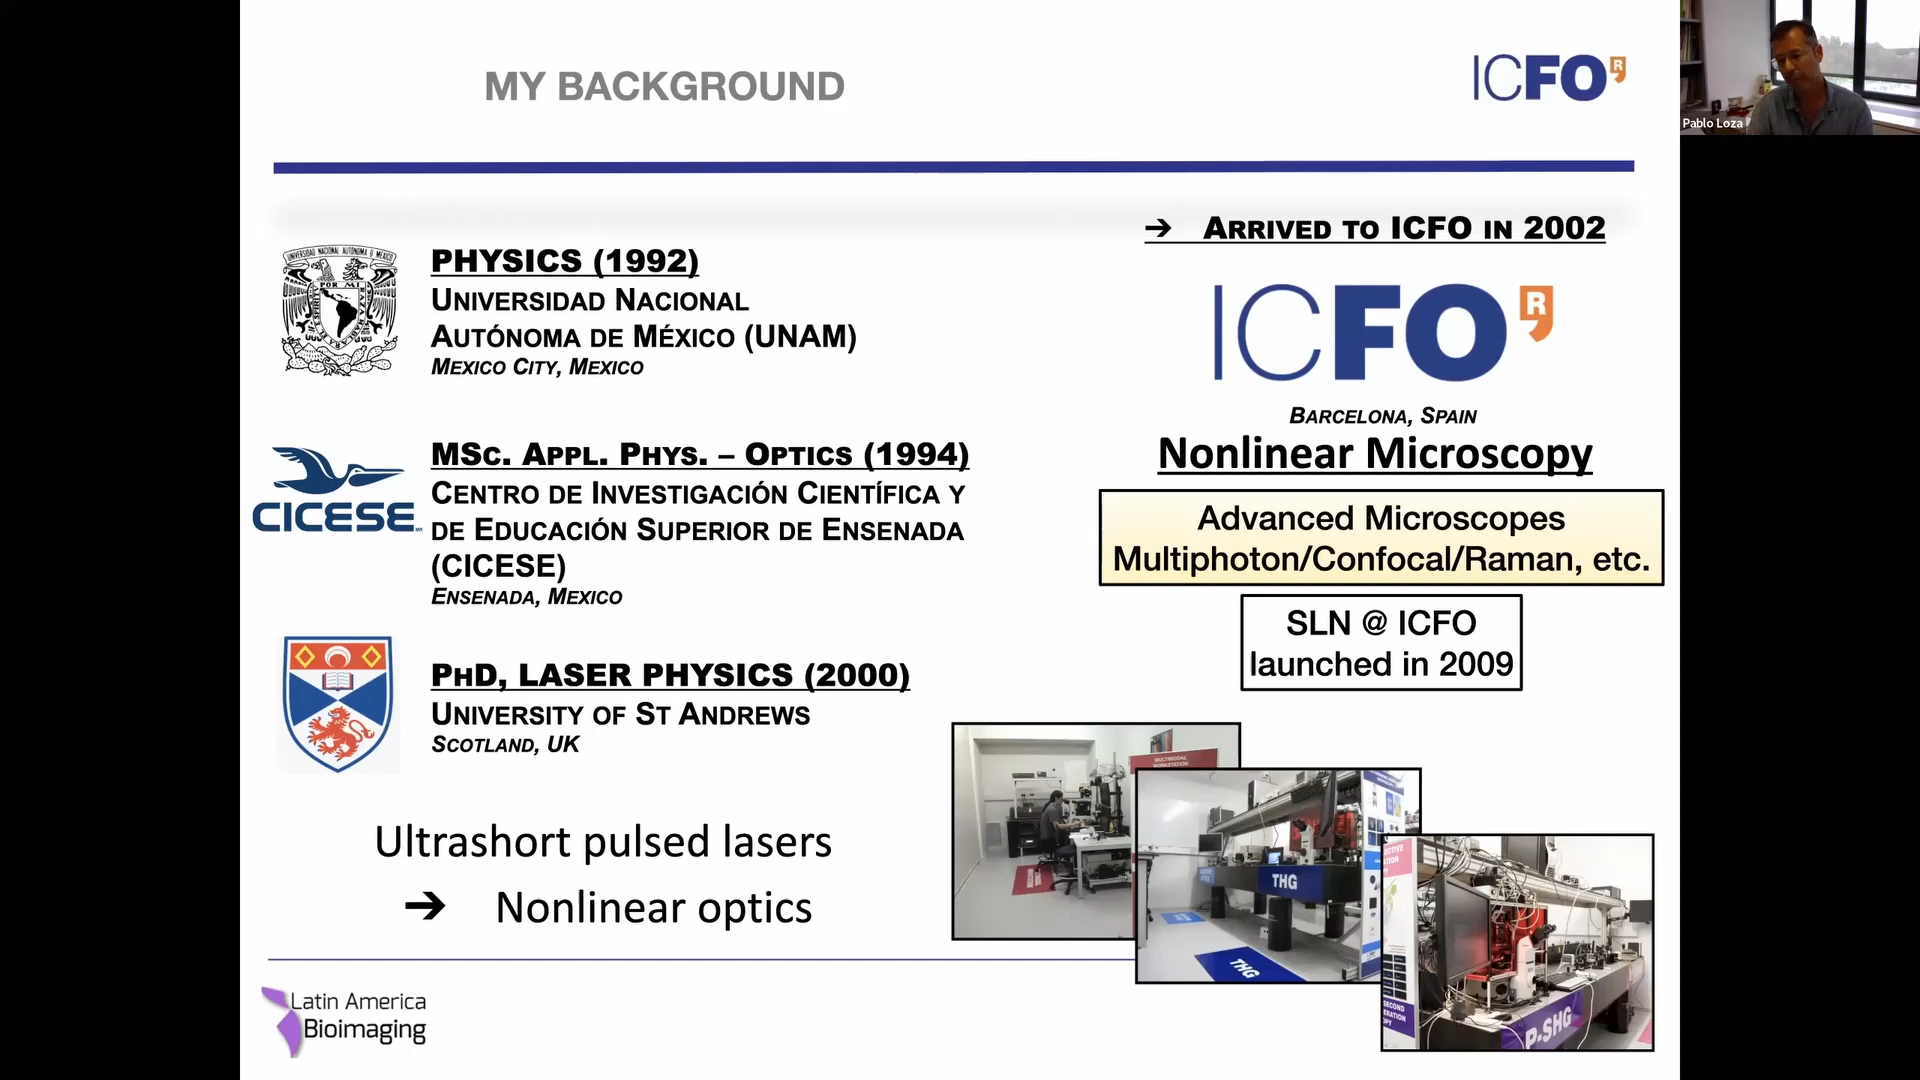 MY BACKGROUND
ICFO R
Pablo Loza
PHYSICS (1992)
UNIVERSIDAD NACIONAL
AUTÓNOMA DE MÉXICO (UNAM)
MEXICO CITY, MEXICO
CICESE
MSC. APPL. PHYS. – OPTICS (1994)
CENTRO DE INVESTIGACIÓN CIENTÍFICA Y
DE EDUCACIÓN SUPERIOR DE ENSENADA
(CICESE)
ENSENADA, MEXICO
PHD, LASER PHYSICS (2000)
UNIVERSITY OF ST ANDREWS
SCOTLAND, UK
Ultrashort pulsed lasers
➔ Nonlinear optics
➔ ARRIVED TO ICFO IN 2002
ICFO R
BARCELONA, SPAIN
Nonlinear Microscopy
Advanced Microscopes
Multiphoton/Confocal/Raman, etc.
SLN @ ICFO
launched in 2009
MULTIMODAL
WORKSTATION
THG
THG
SECOND
P-SHG
Latin America
Bioimaging